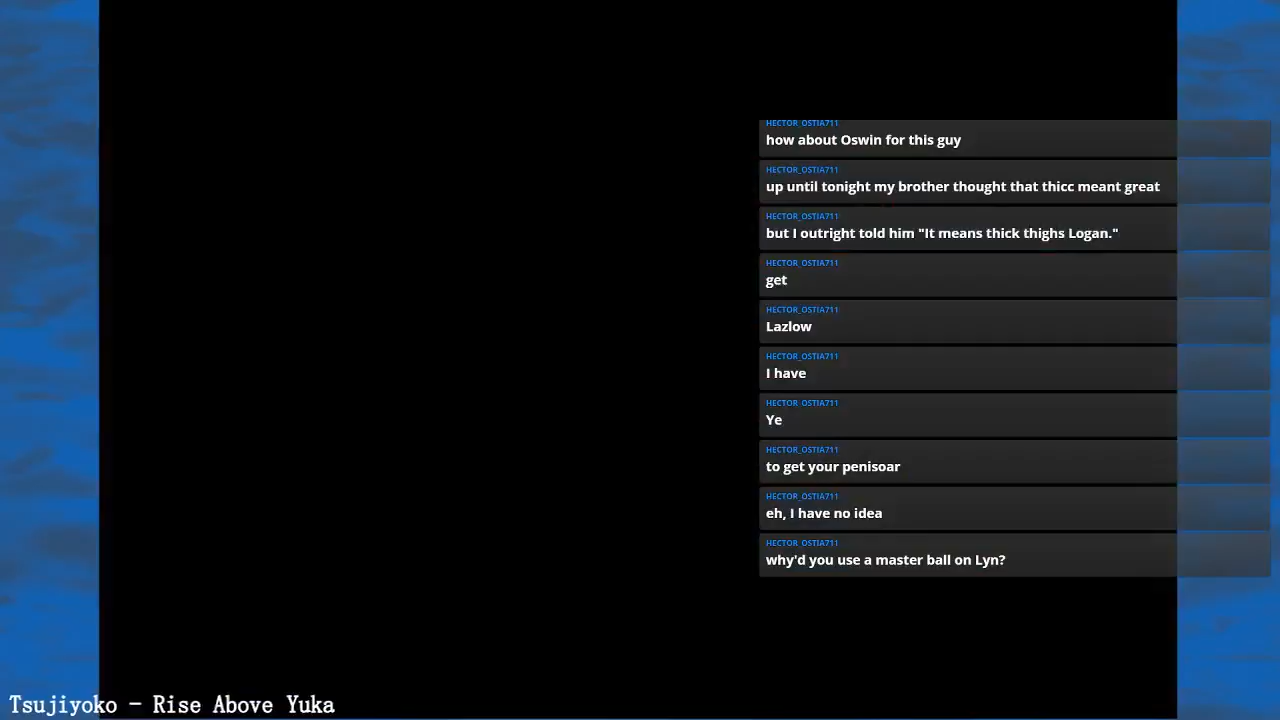 HECTOR_OSTIA711
how about Oswin for this guy
HECTOR_OSTIA711
up until tonight my brother thought that thicc meant great
HECTOR_OSTIA711
but I outright told him "It means thick thighs Logan."
HECTOR_OSTIA711
get
HECTOR_OSTIA711
Lazlow
HECTOR_OSTIA711
I have
HECTOR_OSTIA711
Ye
HECTOR_OSTIA711
to get your penisoar
HECTOR_OSTIA711
eh, I have no idea
HECTOR_OSTIA711
why'd you use a master ball on Lyn?
Tsujiyoko - Rise Above Yuka